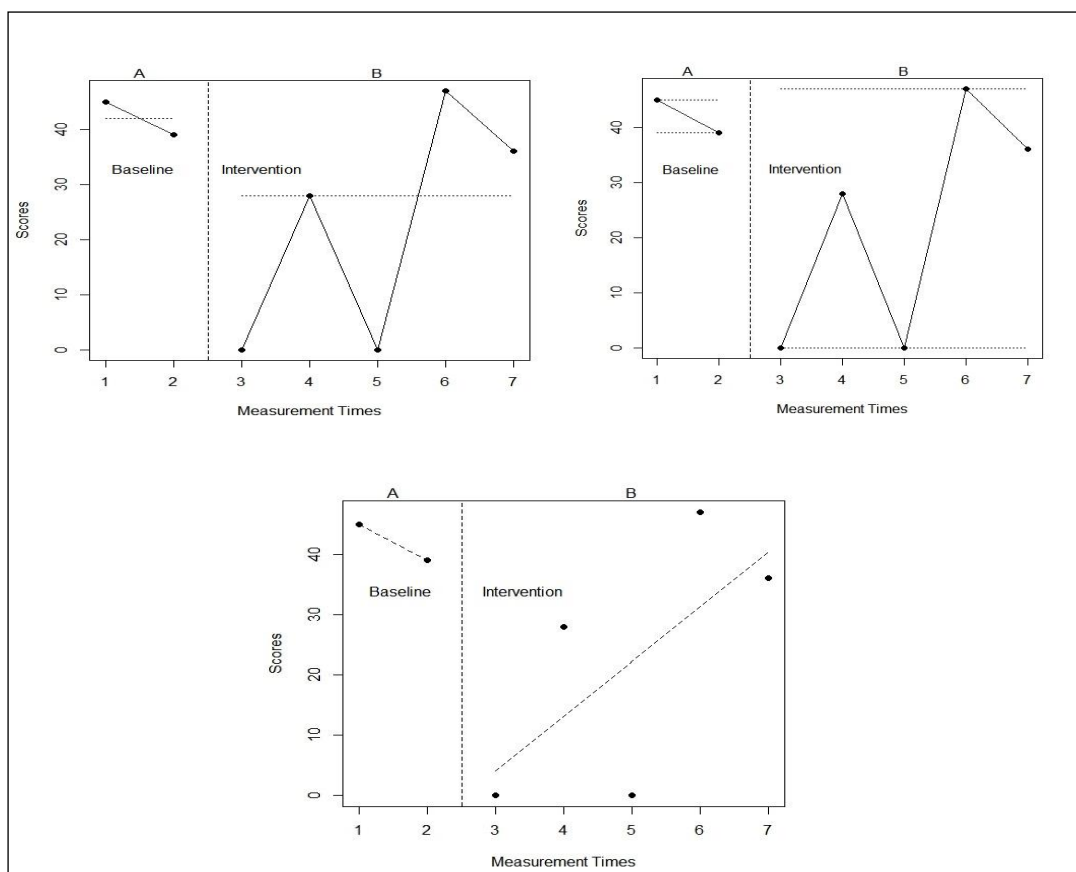 A B
Scores
40
Baseline Intervention
30
20
10
0
1 2 3 4 5 6 7
Measurement Times
A B
Scores
40
Baseline Intervention
30
20
10
0
1 2 3 4 5 6 7
Measurement Times
A B
Scores
40
Baseline Intervention
30
20
10
0
1 2 3 4 5 6 7
Measurement Times